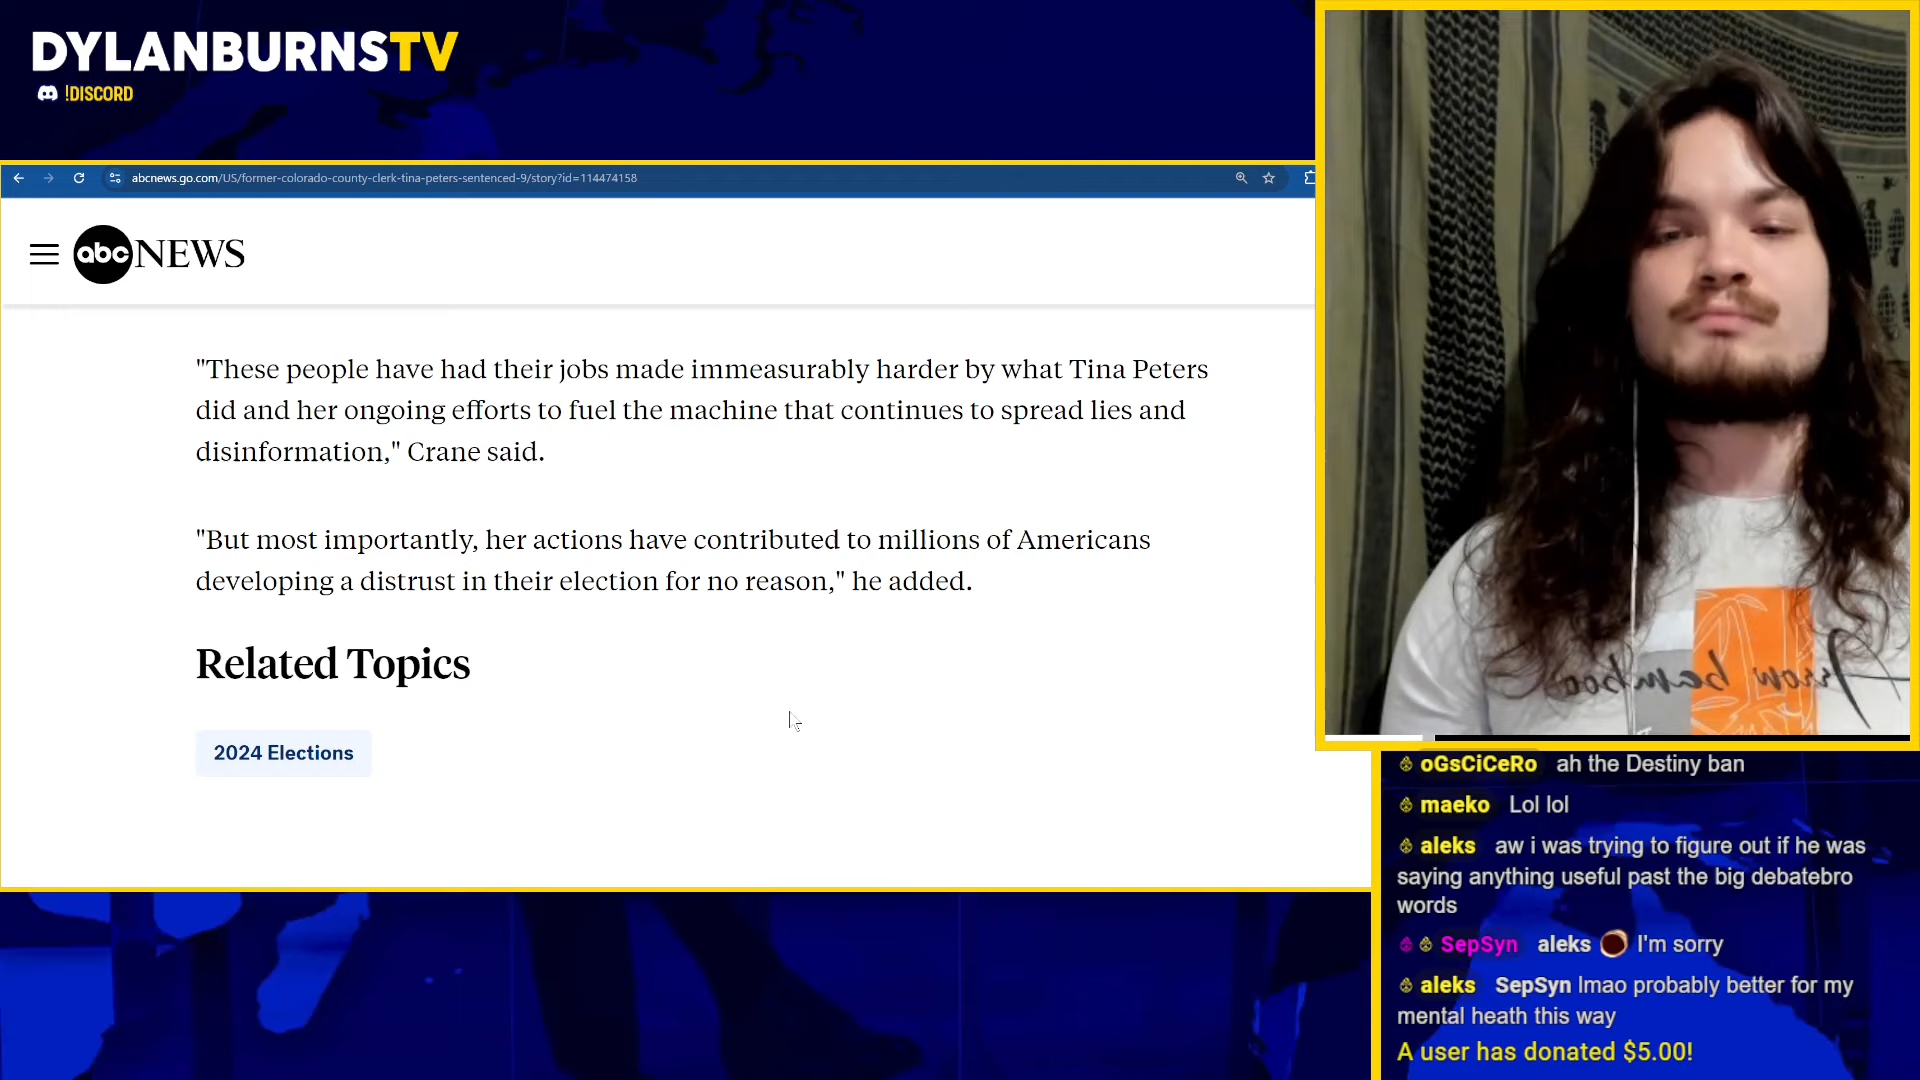 DYLANBURNSTV
!DISCORD
abcnews.go.com/US/former-colorado-county-clerk-tina-peters-sentenced-9/story?id=114474158
abc NEWS
"These people have had their jobs made immeasurably harder by what Tina Peters
did and her ongoing efforts to fuel the machine that continues to spread lies and
disinformation," Crane said.
"But most importantly, her actions have contributed to millions of Americans
developing a distrust in their election for no reason," he added.
Related Topics
2024 Elections
grow bamboo
oGsCiCeRo ah the Destiny ban
maeko Lol lol
aleks aw i was trying to figure out if he was
saying anything useful past the big debatebro
words
SepSyn aleks I'm sorry
aleks SepSyn lmao probably better for my
mental heath this way
A user has donated $5.00!